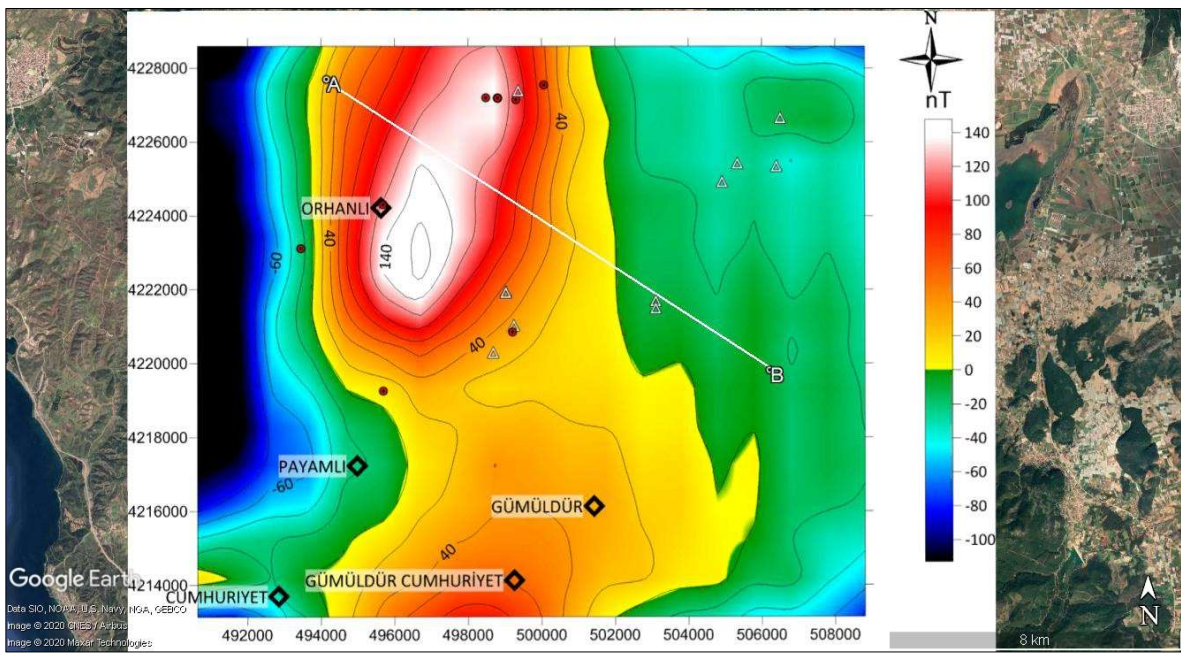 N
nT
4228000
4226000
4224000
4222000
4220000
4218000
4216000
4214000
A
40
40
ORHANLI
-60
140
40
B
PAYAMLI
-60
GÜMÜLDÜR
40
GÜMÜLDÜR CUMHURİYET
CUMHURIYET
140
120
100
80
60
40
20
0
-20
-40
-60
-80
-100
492000 494000 496000 498000 500000 502000 504000 506000 508000
Google Earth
Data SIO, NOAA, U.S. Navy, NGA, GEBCO
Image © 2020 CNES / Airbus
Image © 2020 Maxar Technologies
N
8 km